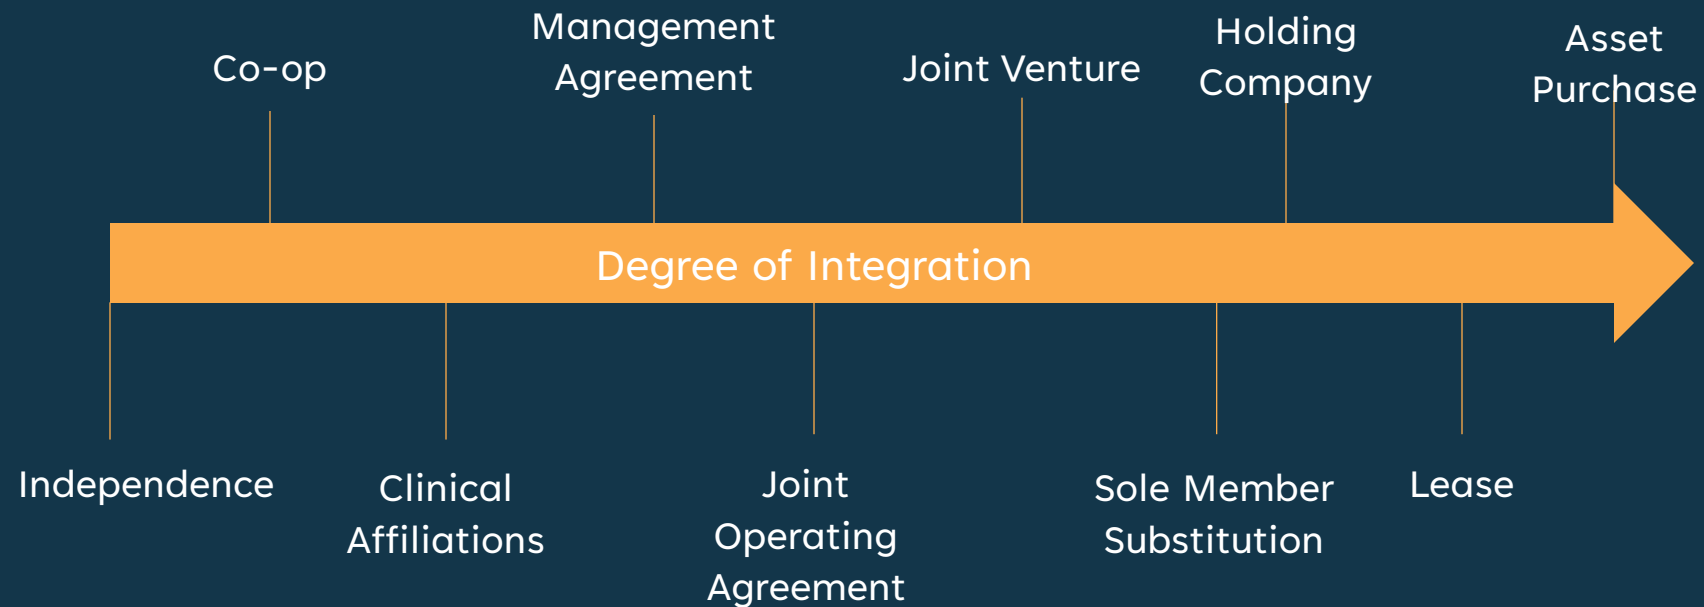 Co-op
Management
Agreement
Joint Venture
Holding
Company
Asset
Purchase
Degree of Integration
Independence
Clinical
Affiliations
Joint
Operating
Agreement
Sole Member
Substitution
Lease